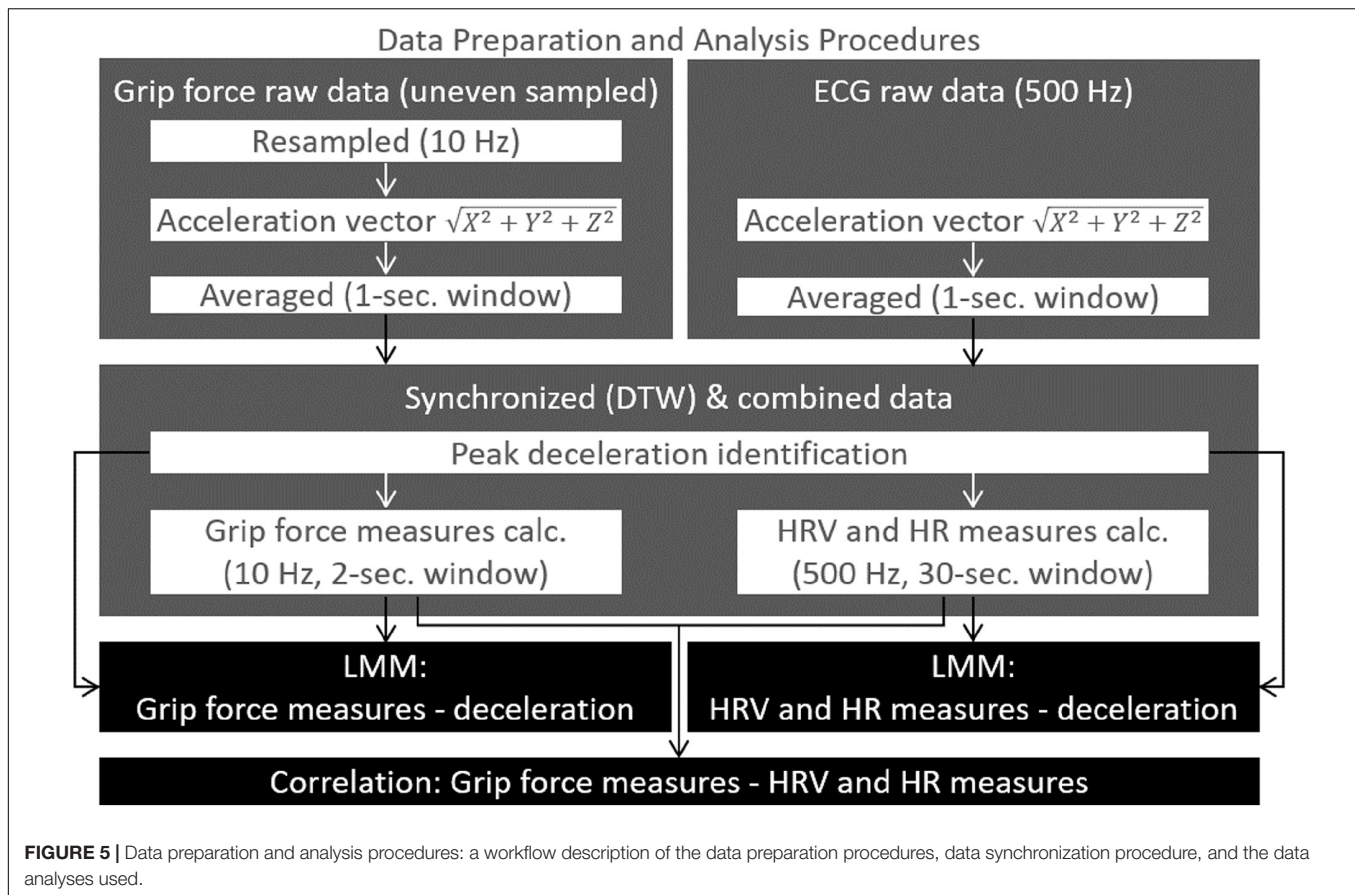 Data Preparation and Analysis Procedures
Grip force raw data (uneven sampled)
Resampled (10 Hz)
Acceleration vector √X² + Y² + Z²
Averaged (1-sec. window)
ECG raw data (500 Hz)
Acceleration vector √X² + Y² + Z²
Averaged (1-sec. window)
Synchronized (DTW) & combined data
Peak deceleration identification
Grip force measures calc.
(10 Hz, 2-sec. window)
HRV and HR measures calc.
(500 Hz, 30-sec. window)
LMM:
Grip force measures - deceleration
LMM:
HRV and HR measures - deceleration
Correlation: Grip force measures - HRV and HR measures
FIGURE 5 | Data preparation and analysis procedures: a workflow description of the data preparation procedures, data synchronization procedure, and the data
analyses used.